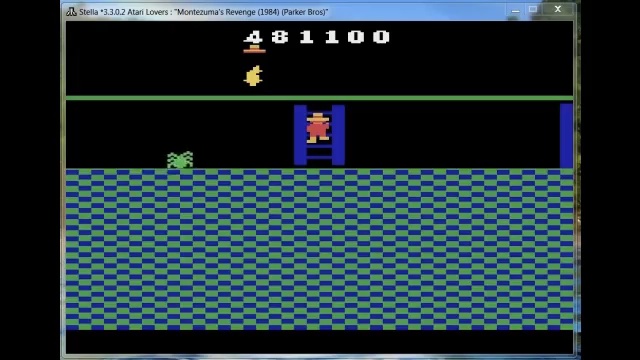 Stella *3.3.0.2 Atari Lovers : "Montezuma's Revenge (1984) (Parker Bros)"
481100